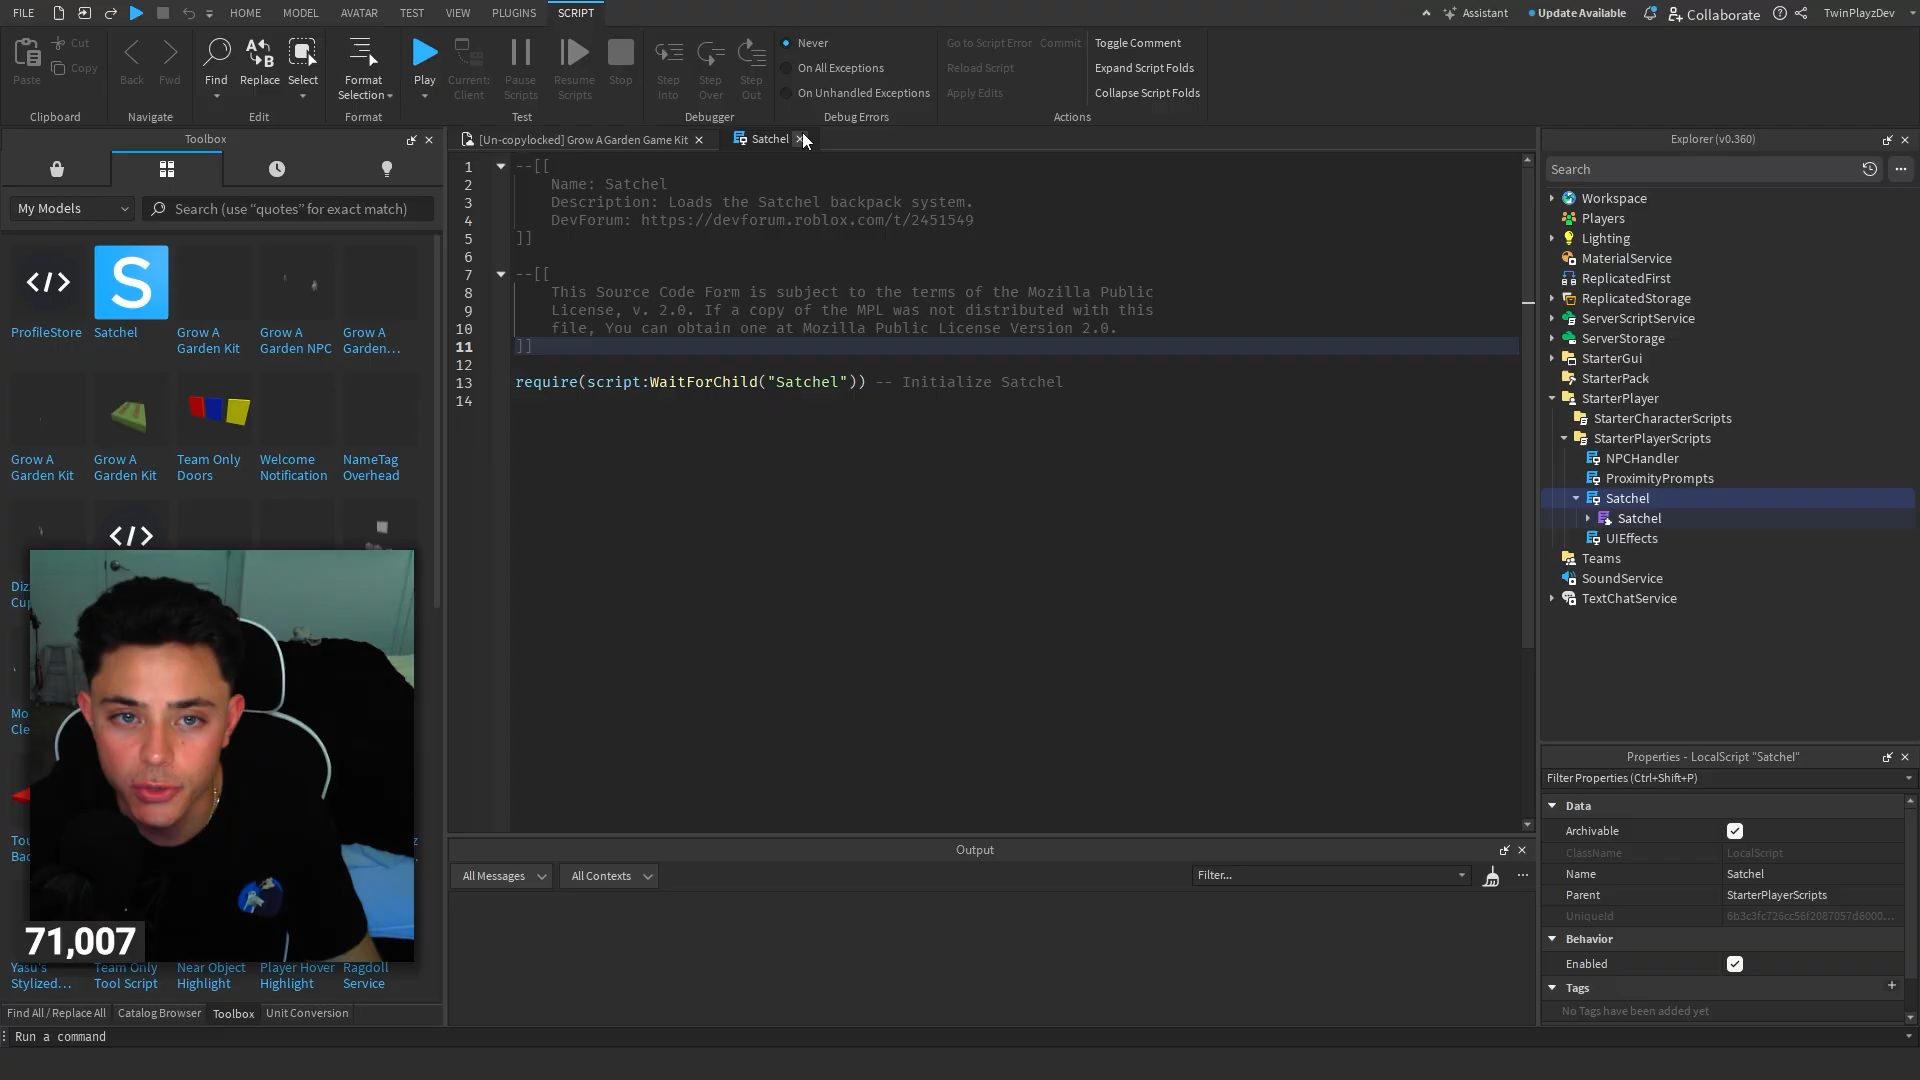 FILE
HOME
MODEL
AVATAR
TEST
VIEW
PLUGINS
SCRIPT
Assistant
Update Available
Collaborate
TwinPlayzDev
Paste
Cut
Copy
Back
Fwd
Find
Replace
Select
Format
Selection
Play
Current:
Client
Pause
Scripts
Resume
Scripts
Stop
Step
Into
Step
Over
Step
Out
Never
On All Exceptions
On Unhandled Exceptions
Go to Script Error Commit
Reload Script
Apply Edits
Toggle Comment
Expand Script Folds
Collapse Script Folds
Clipboard
Navigate
Edit
Format
Test
Debugger
Debug Errors
Actions
Toolbox
My Models
Search (use “quotes” for exact match)
</>
ProfileStore
S
Satchel
Grow A
Garden Kit
Grow A
Garden NPC
Grow A
Garden...
Grow A
Garden Kit
Grow A
Garden Kit
Team Only
Doors
Welcome
Notification
NameTag
Overhead
</>
Diz
Cup
Mo
Cle
Tou
Bac
71,007
Yasu's
Stylized...
Team Only
Tool Script
Near Object
Highlight
Player Hover
Highlight
Ragdoll
Service
Find All / Replace All
Catalog Browser
Toolbox
Unit Conversion
Run a command
[Un-copylocked] Grow A Garden Game Kit
Satchel
1 --[[
2 Name: Satchel
3 Description: Loads the Satchel backpack system.
4 DevForum: https://devforum.roblox.com/t/2451549
5 ]]
6
7 --[[
8 This Source Code Form is subject to the terms of the Mozilla Public
9 License, v. 2.0. If a copy of the MPL was not distributed with this
10 file, You can obtain one at Mozilla Public License Version 2.0.
11 ]]
12
13 require(script:WaitForChild("Satchel")) -- Initialize Satchel
14
Output
All Messages
All Contexts
Filter...
Explorer (v0.360)
Search
Workspace
Players
Lighting
MaterialService
ReplicatedFirst
ReplicatedStorage
ServerScriptService
ServerStorage
StarterGui
StarterPack
StarterPlayer
StarterCharacterScripts
StarterPlayerScripts
NPCHandler
ProximityPrompts
Satchel
Satchel
UIEffects
Teams
SoundService
TextChatService
Properties - LocalScript "Satchel"
Filter Properties (Ctrl+Shift+P)
Data
Archivable
ClassName LocalScript
Name Satchel
Parent StarterPlayerScripts
UniqueId 6b3c3fc726cc56f2087057d6000...
Behavior
Enabled
Tags
No Tags have been added yet